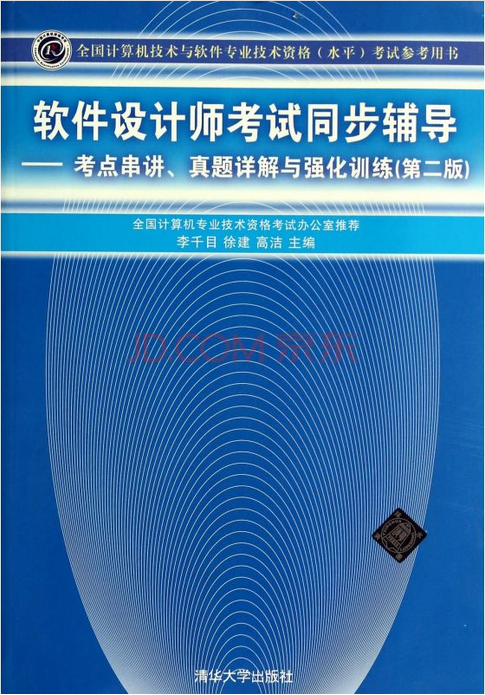 全国计算机技术与软件专业技术资格（水平）考试参考用书
软件设计师考试同步辅导
——考点串讲、真题详解与强化训练(第二版)
全国计算机专业技术资格考试办公室推荐
李千目 徐建 高洁 主编
JD.COM 京东
清华大学出版社